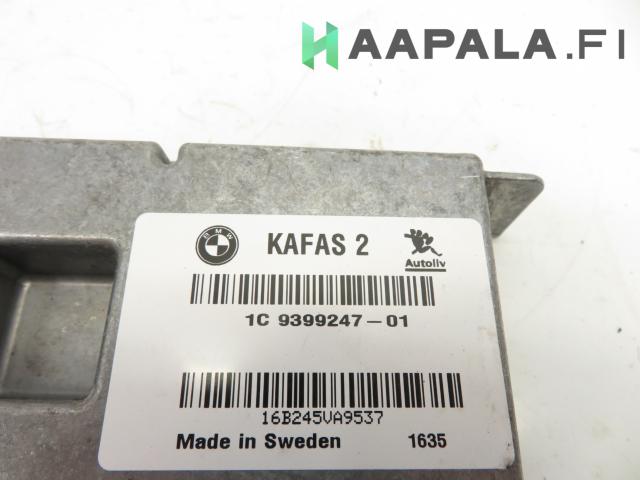 HAAPALA.FI
BMW
KAFAS 2
Autoliv
1C 9399247-01
16B245VA9537
Made in Sweden 1635